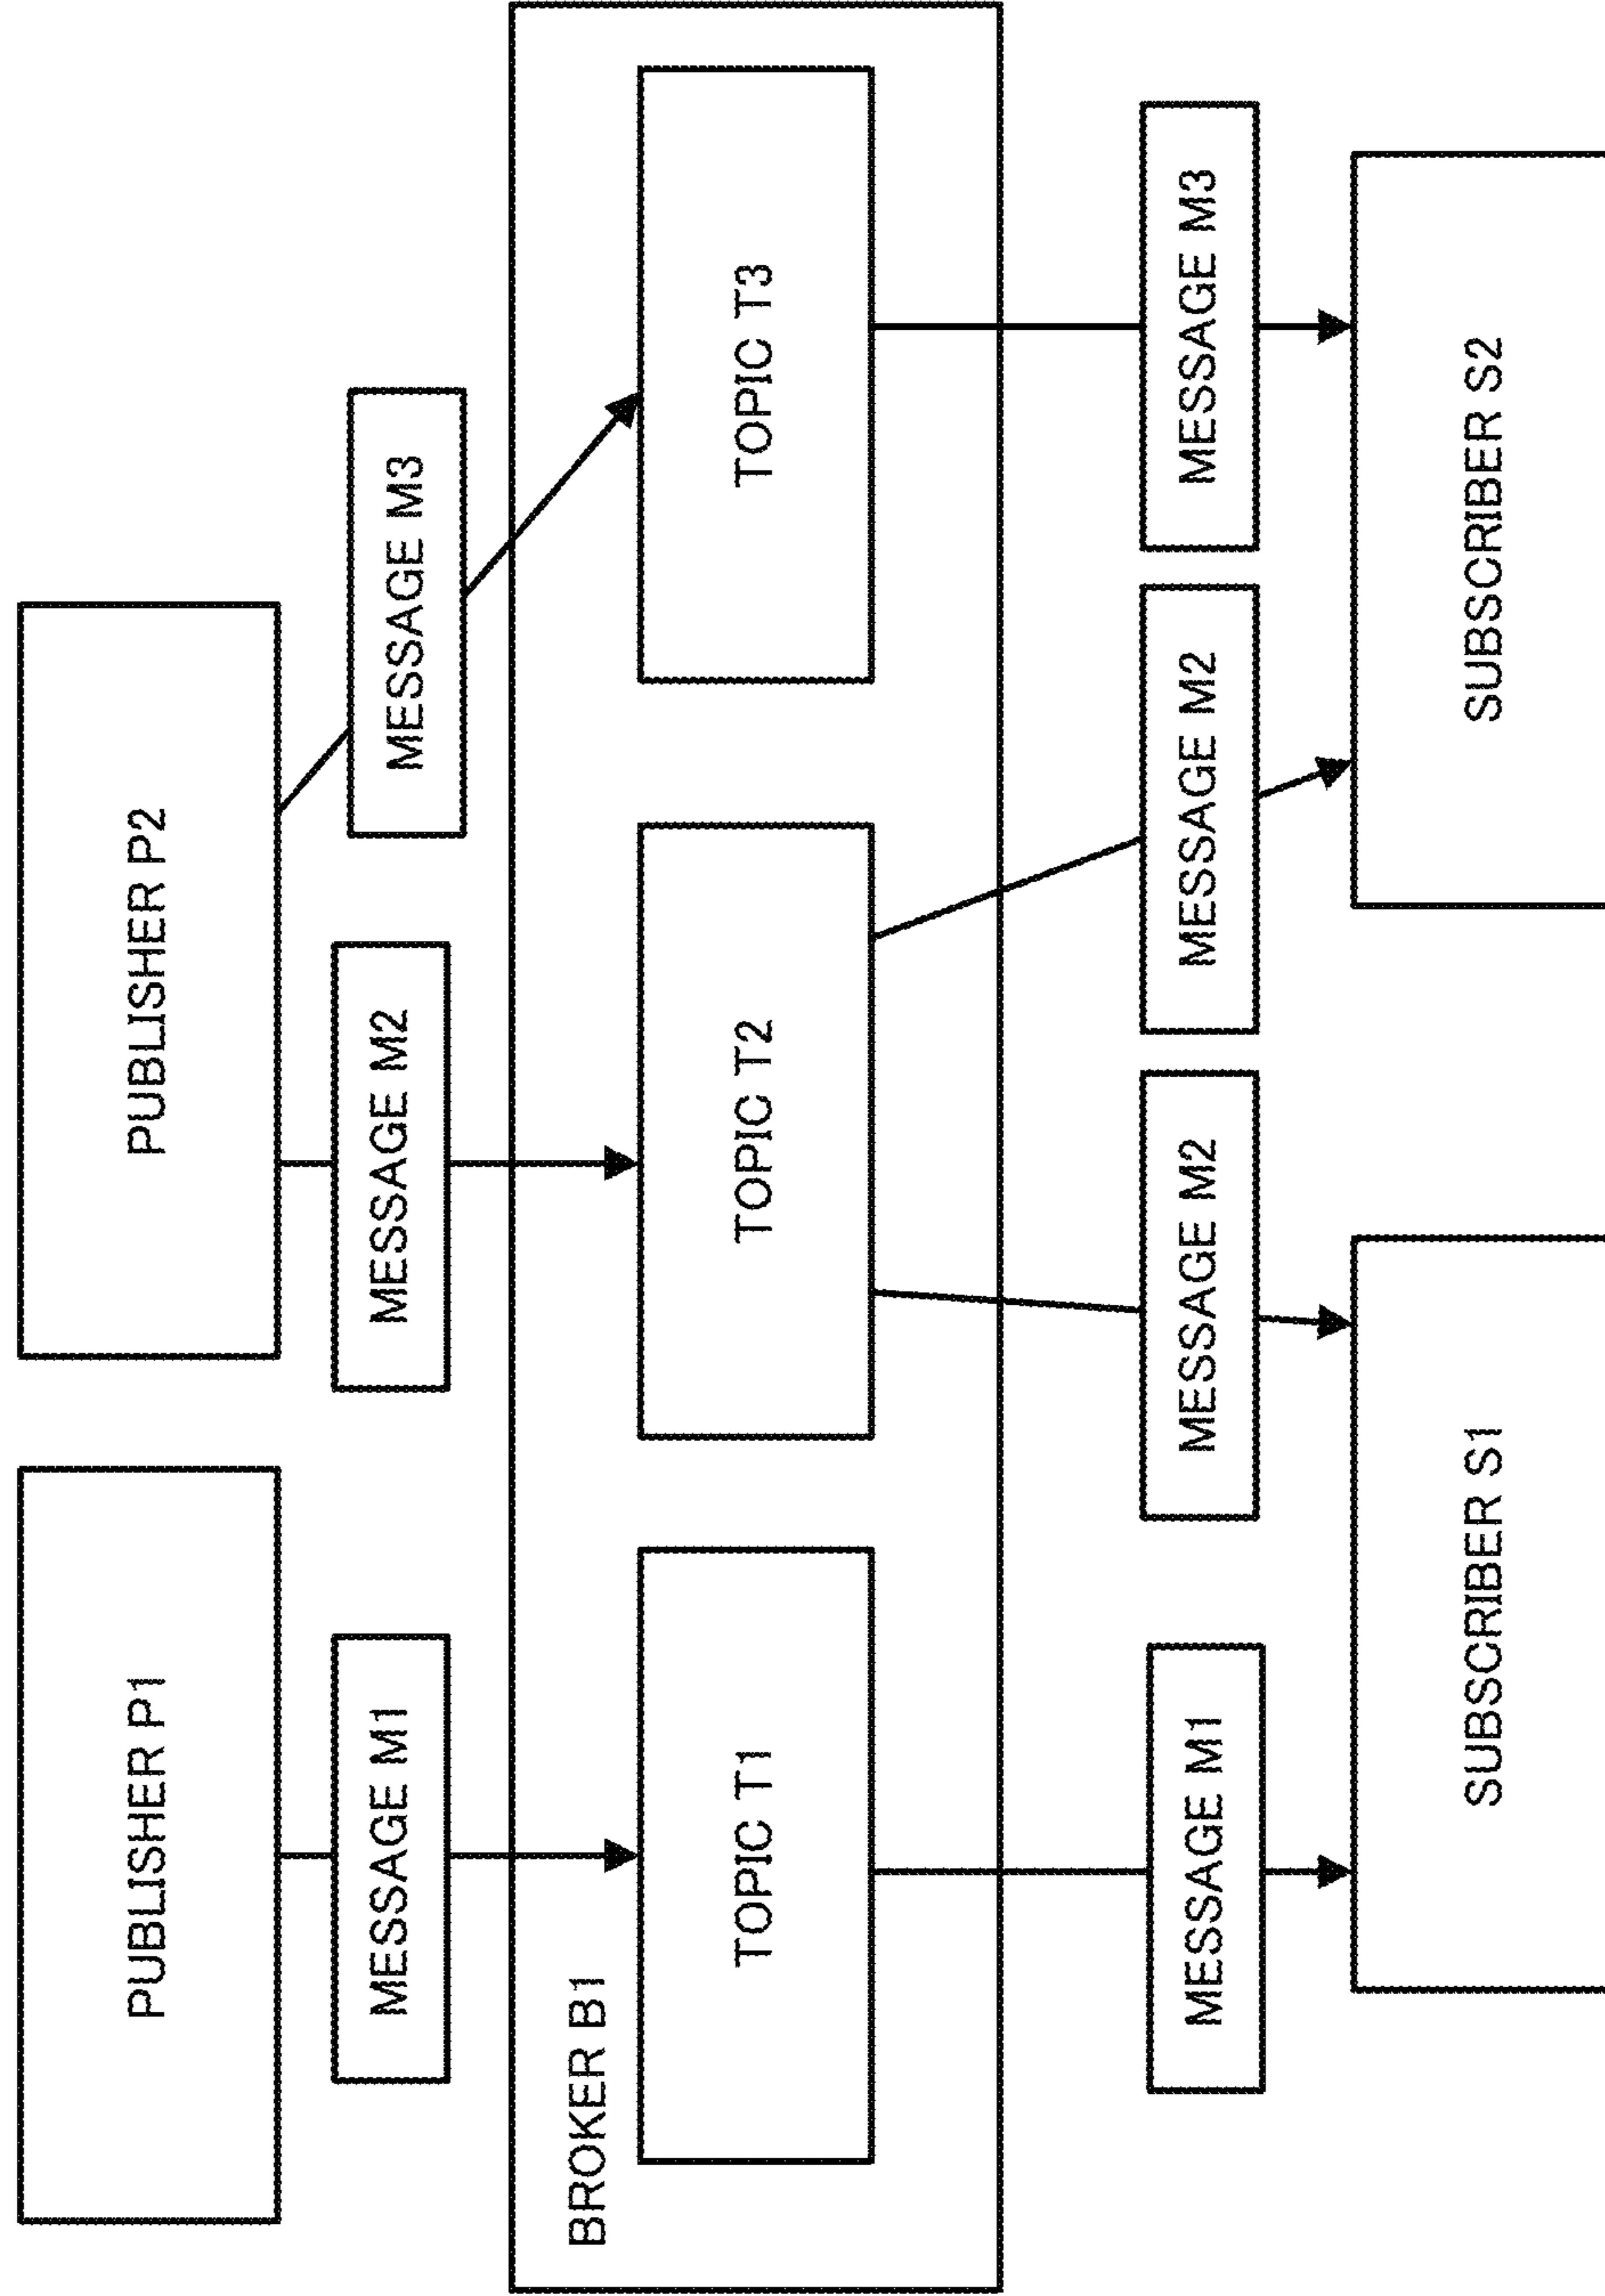 PUBLISHER P1
PUBLISHER P2
MESSAGE M1
MESSAGE M2
MESSAGE M3
BROKER B1
TOPIC T1
TOPIC T2
TOPIC T3
MESSAGE M1
MESSAGE M2
MESSAGE M2
MESSAGE M3
SUBSCRIBER S1
SUBSCRIBER S2